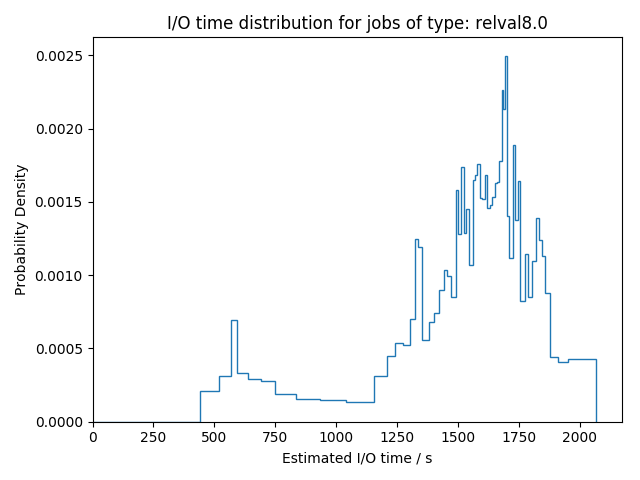 I/O time distribution for jobs of type: relval8.0
Probability Density
0.0025
0.0020
0.0015
0.0010
0.0005
0.0000
0 250 500 750 1000 1250 1500 1750 2000
Estimated I/O time / s